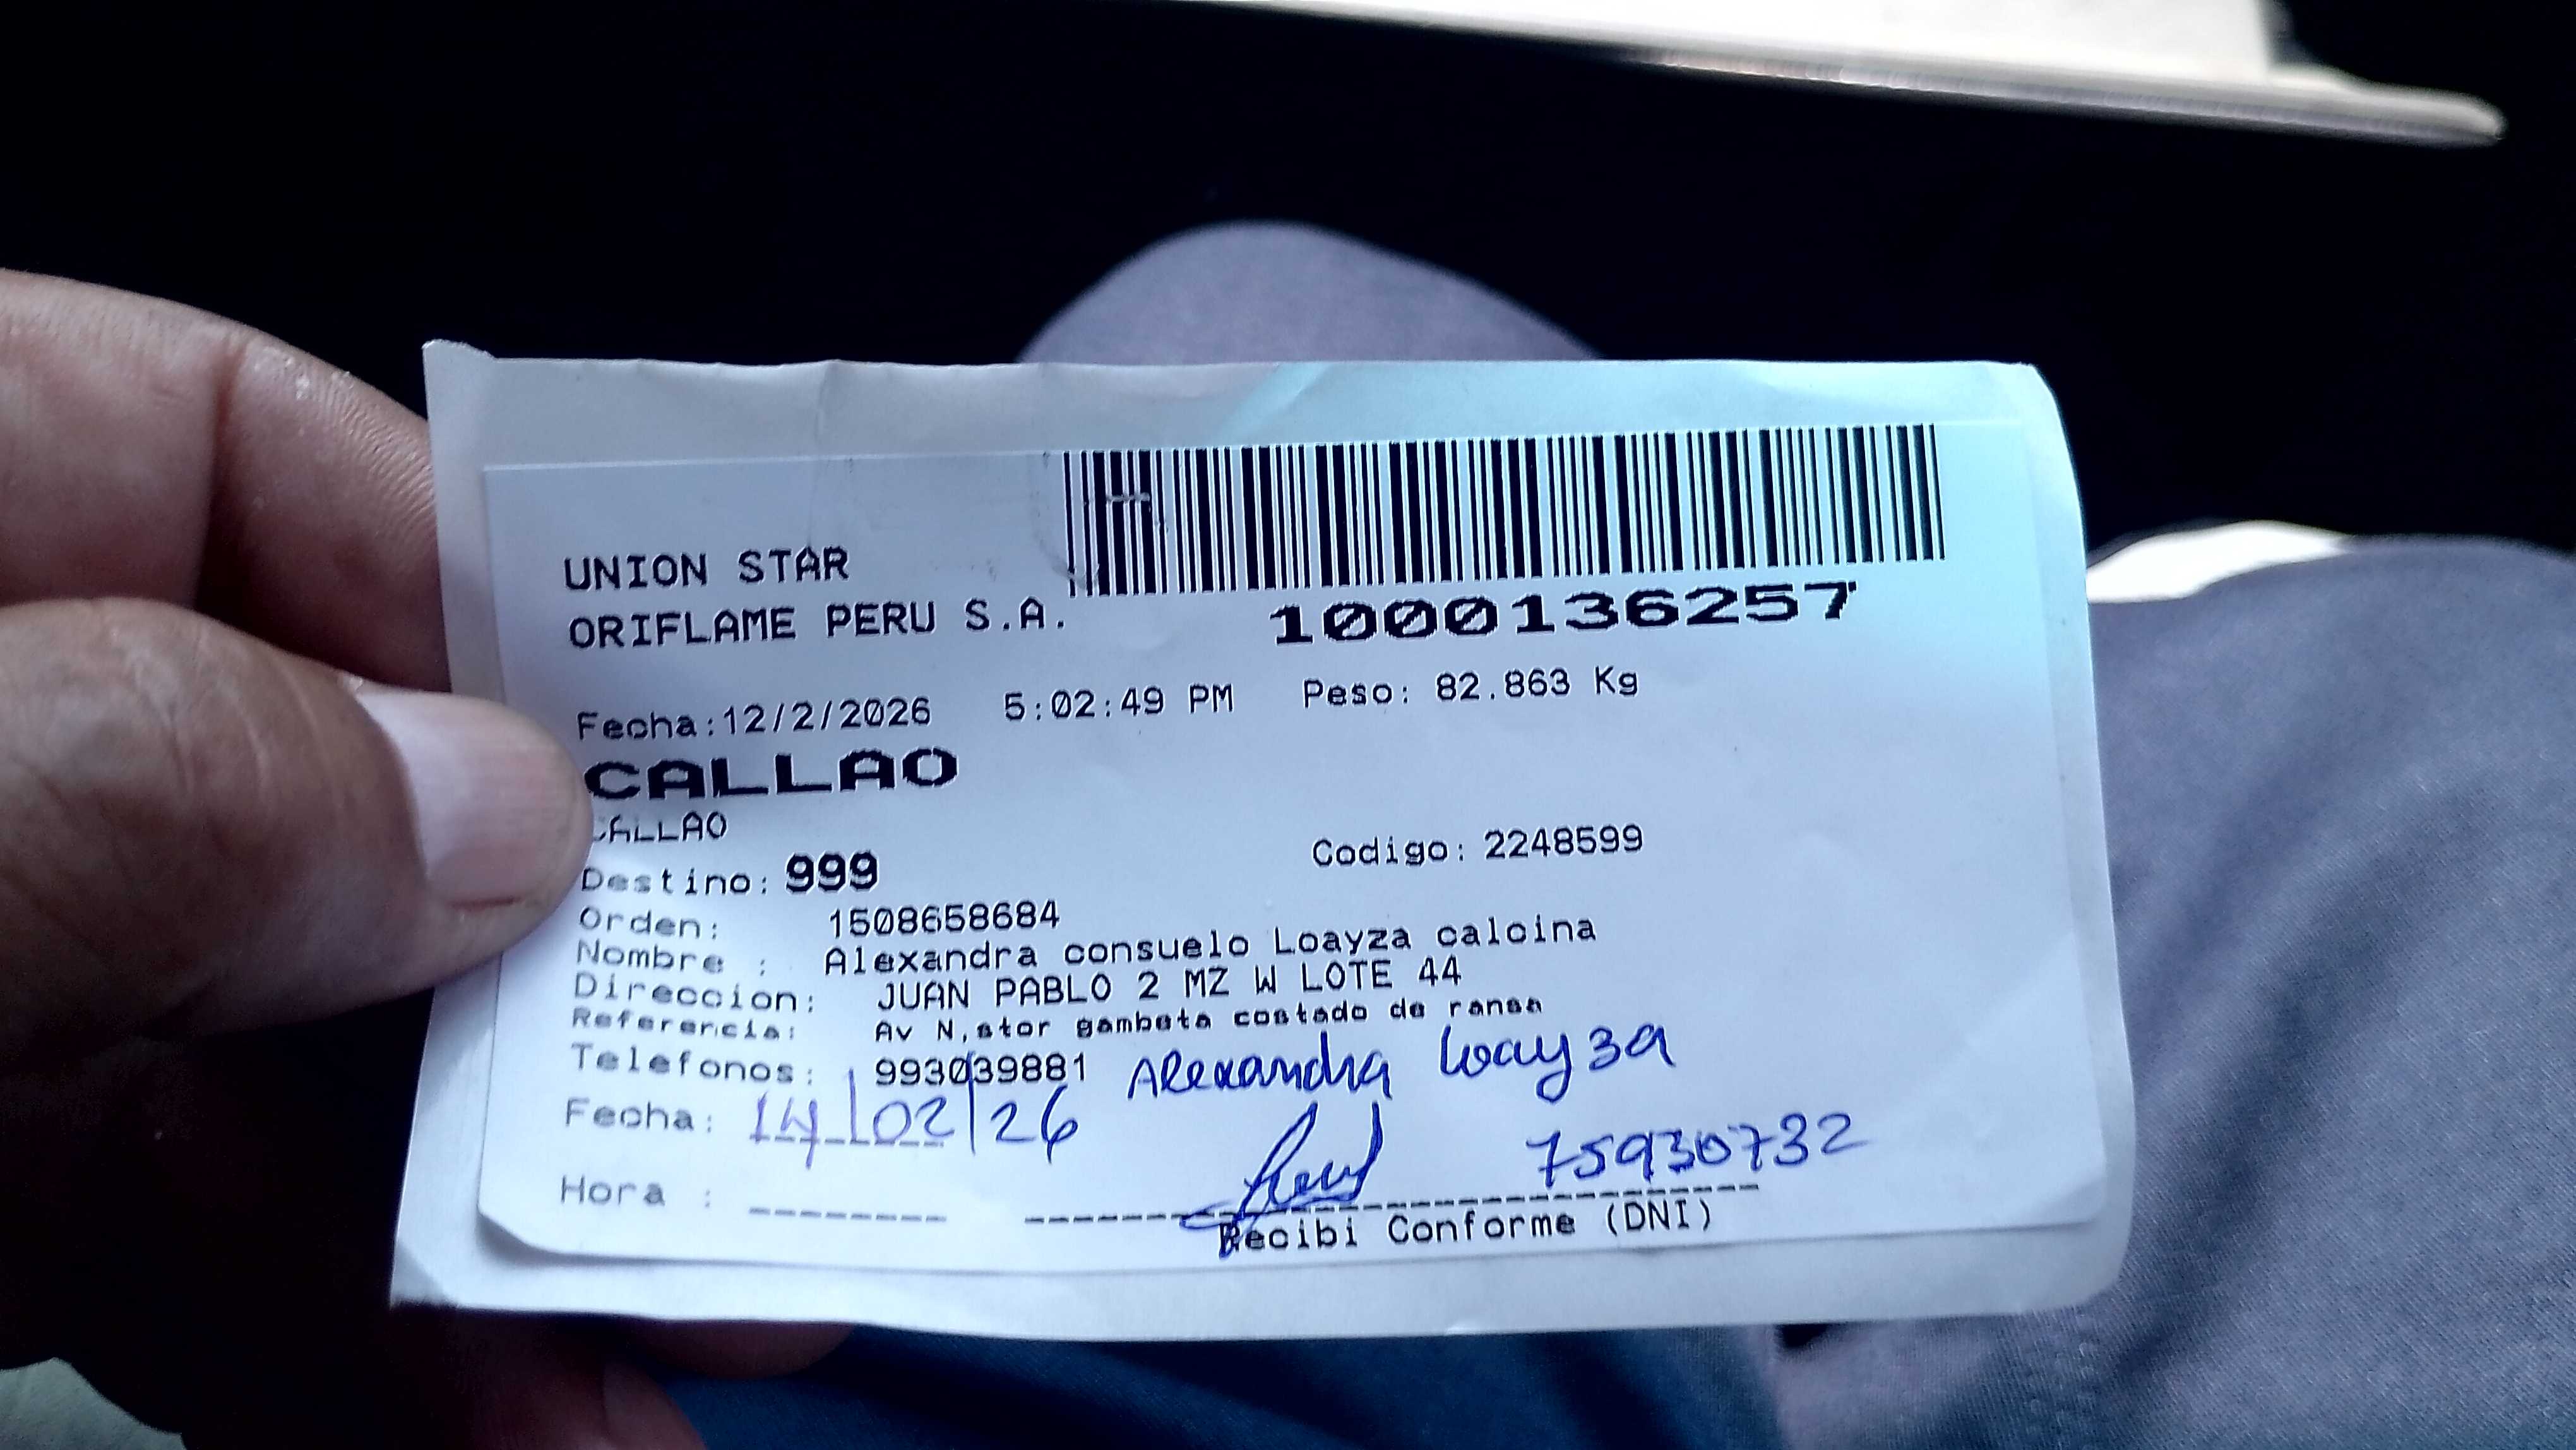 UNION STAR
ORIFLAME PERU S.A.
1000136257
Fecha:12/2/2026 5:02:49 PM Peso: 82.863 Kg
CALLAO
CALLAO
Destino: 999 Codigo: 2248599
Orden: 1508658684
Nombre : Alexandra consuelo Loayza calcina
Direccion: JUAN PABLO 2 MZ W LOTE 44
Referencia: Av N,stor gambeta costado de ransa
Telefonos: 993039881 Alexandra Loayza
Fecha: 14/02/26
75930732
Hora :
Recibi Conforme (DNI)